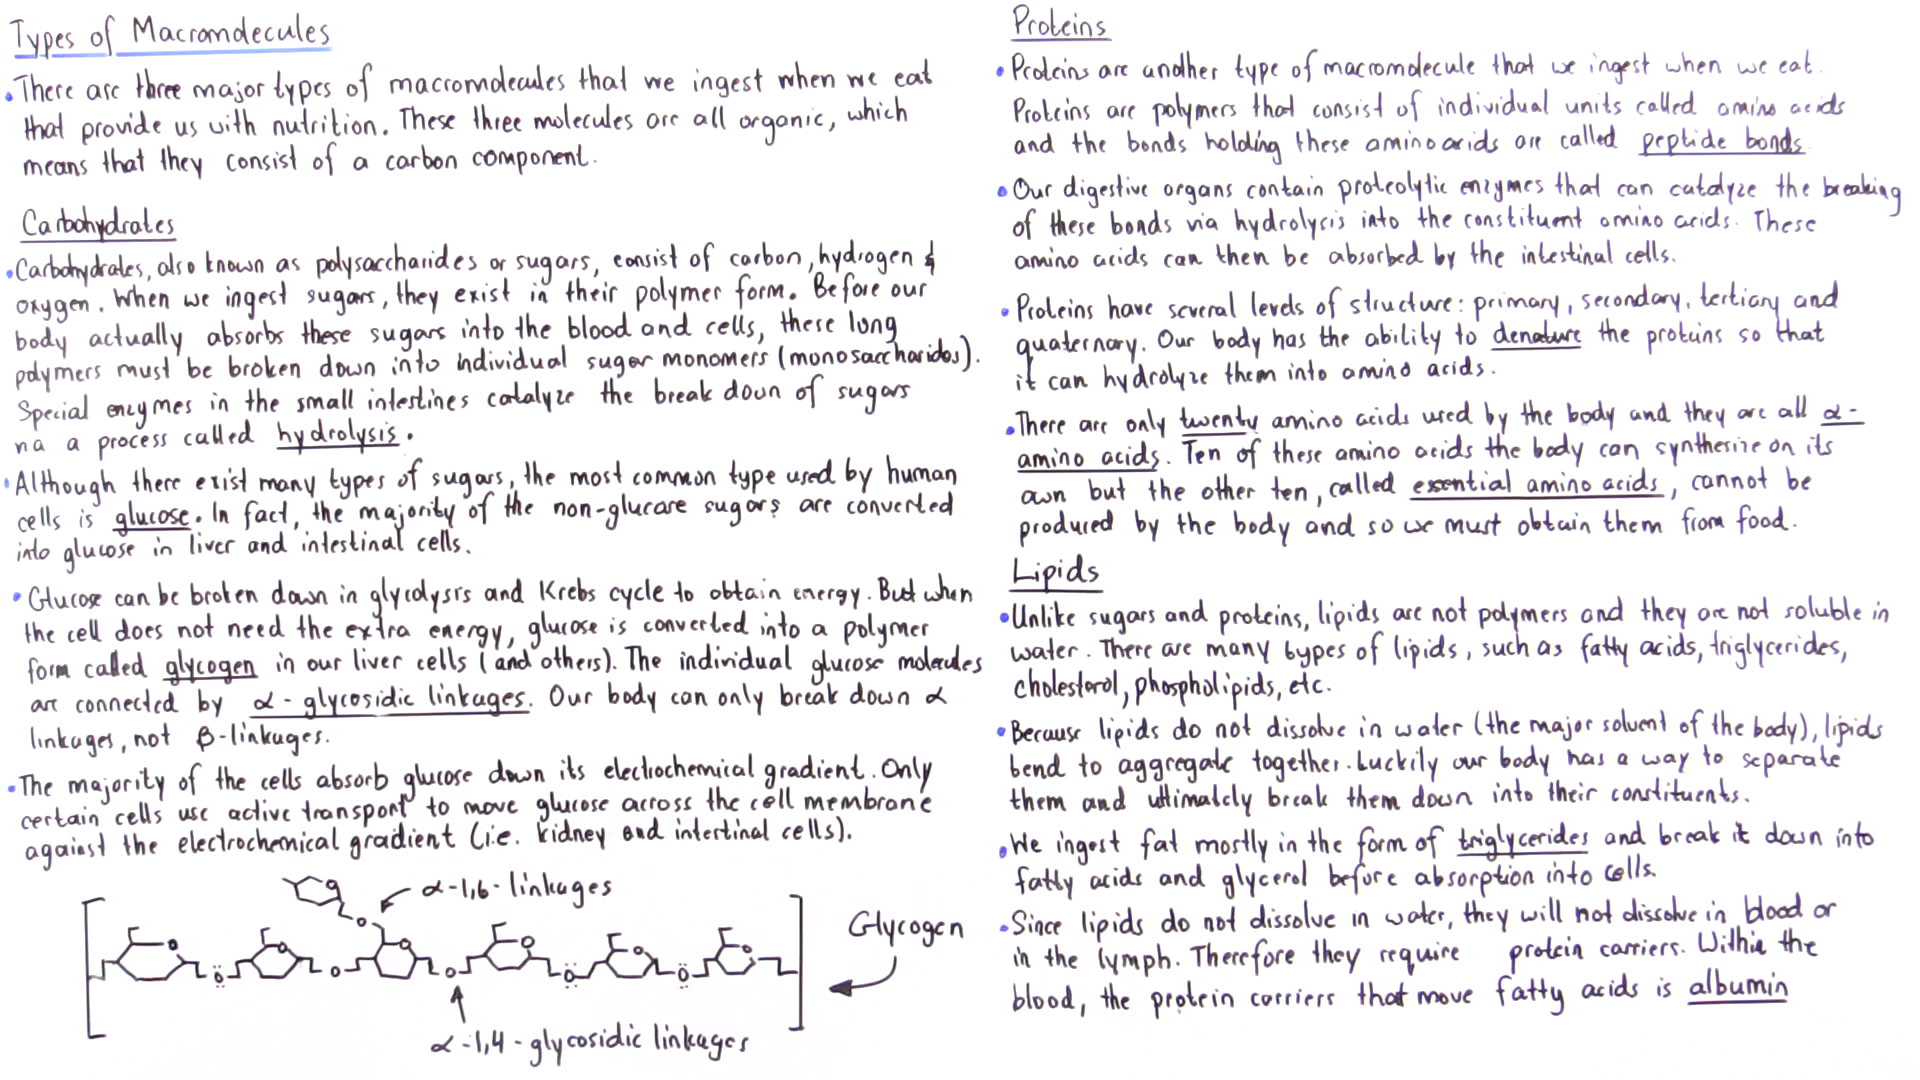 Types of Macromolecules
• There are three major types of macromolecules that we ingest when we eat
that provide us with nutrition. These three molecules are all organic, which
means that they consist of a carbon component.
Carbohydrates
• Carbohydrates, also known as polysaccharides or sugars, consist of carbon, hydrogen &
oxygen. When we ingest sugars, they exist in their polymer form. Before our
body actually absorbs these sugars into the blood and cells, these long
polymers must be broken down into individual sugar monomers (monosaccharides).
Special enzymes in the small intestines catalyze the break down of sugars
via a process called hydrolysis.
• Although there exist many types of sugars, the most common type used by human
cells is glucose. In fact, the majority of the non-glucose sugars are converted
into glucose in liver and intestinal cells.
• Glucose can be broken down in glycolysis and Krebs cycle to obtain energy. But when
the cell does not need the extra energy, glucose is converted into a polymer
form called glycogen in our liver cells (and others). The individual glucose molecules
are connected by α-glycosidic linkages. Our body can only break down α
linkages, not β-linkages.
• The majority of the cells absorb glucose down its electrochemical gradient. Only
certain cells use active transport to move glucose across the cell membrane
against the electrochemical gradient (i.e. kidney and intestinal cells).
α-1,6-linkages
Glycogen
α-1,4-glycosidic linkages
Proteins
• Proteins are another type of macromolecule that we ingest when we eat.
Proteins are polymers that consist of individual units called amino acids
and the bonds holding these amino acids are called peptide bonds.
• Our digestive organs contain proteolytic enzymes that can catalyze the breaking
of these bonds via hydrolysis into the constituent amino acids. These
amino acids can then be absorbed by the intestinal cells.
• Proteins have several levels of structure: primary, secondary, tertiary and
quaternary. Our body has the ability to denature the proteins so that
it can hydrolyze them into amino acids.
• There are only twenty amino acids used by the body and they are all α-
amino acids. Ten of these amino acids the body can synthesize on its
own but the other ten, called essential amino acids, cannot be
produced by the body and so we must obtain them from food.
Lipids
• Unlike sugars and proteins, lipids are not polymers and they are not soluble in
water. There are many types of lipids, such as fatty acids, triglycerides,
cholesterol, phospholipids, etc.
• Because lipids do not dissolve in water (the major solvent of the body), lipids
tend to aggregate together. Luckily our body has a way to separate
them and ultimately break them down into their constituents.
• We ingest fat mostly in the form of triglycerides and break it down into
fatty acids and glycerol before absorption into cells.
• Since lipids do not dissolve in water, they will not dissolve in blood or
in the lymph. Therefore they require protein carriers. Within the
blood, the protein carriers that move fatty acids is albumin